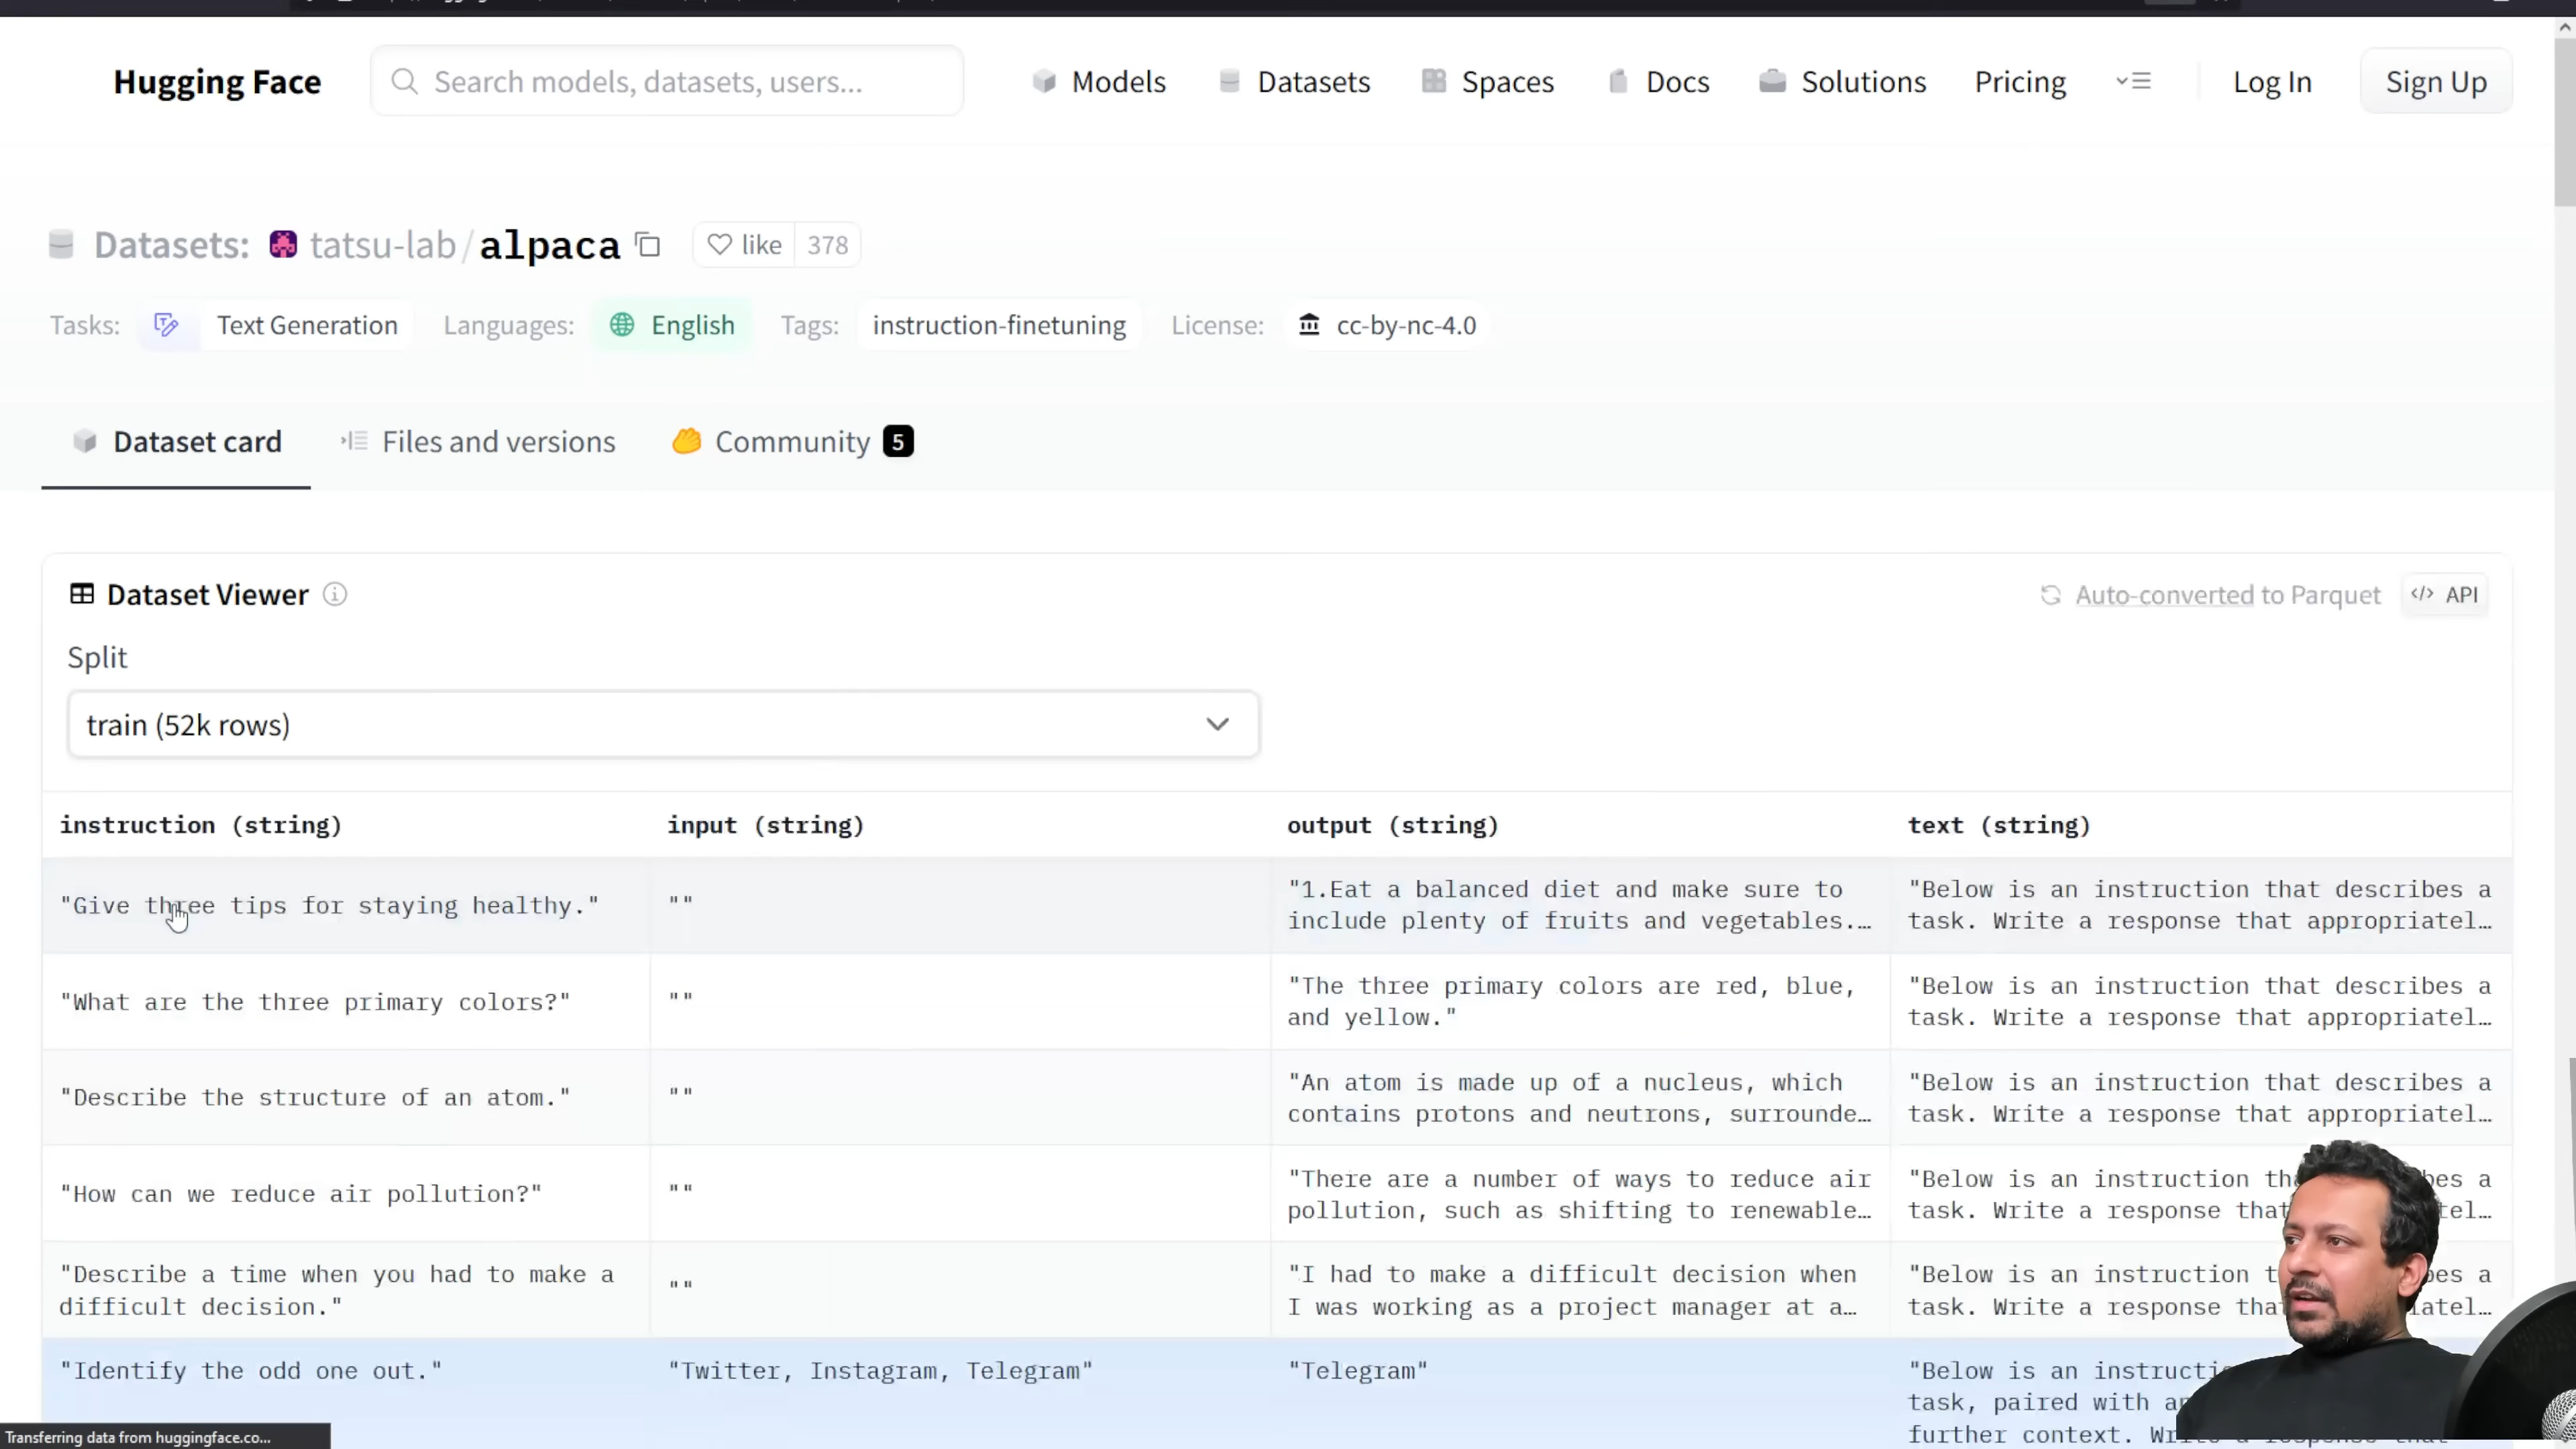 Hugging Face
Search models, datasets, users...
Models
Datasets
Spaces
Docs
Solutions
Pricing
Log In
Sign Up
Datasets: tatsu-lab/alpaca
like 378
Tasks: Text Generation Languages: English Tags: instruction-finetuning License: cc-by-nc-4.0
Dataset card
Files and versions
Community 5
Dataset Viewer
Auto-converted to Parquet
</> API
Split
train (52k rows)
instruction (string)
input (string)
output (string)
text (string)
"Give three tips for staying healthy."
""
"1.Eat a balanced diet and make sure to
include plenty of fruits and vegetables.…
"Below is an instruction that describes a
task. Write a response that appropriatel…
"What are the three primary colors?"
""
"The three primary colors are red, blue,
and yellow."
"Below is an instruction that describes a
task. Write a response that appropriatel…
"Describe the structure of an atom."
""
"An atom is made up of a nucleus, which
contains protons and neutrons, surrounde…
"Below is an instruction that describes a
task. Write a response that appropriatel…
"How can we reduce air pollution?"
""
"There are a number of ways to reduce air
pollution, such as shifting to renewable…
"Below is an instruction a
task. Write a response
"Describe a time when you had to make a
difficult decision."
""
"I had to make a difficult decision when
I was working as a project manager at a…
"Below is an instruction a
task. Write a response
"Identify the odd one out."
"Twitter, Instagram, Telegram"
"Telegram"
"Below is an
task, paired with
further context.
Transferring data from huggingface.co...